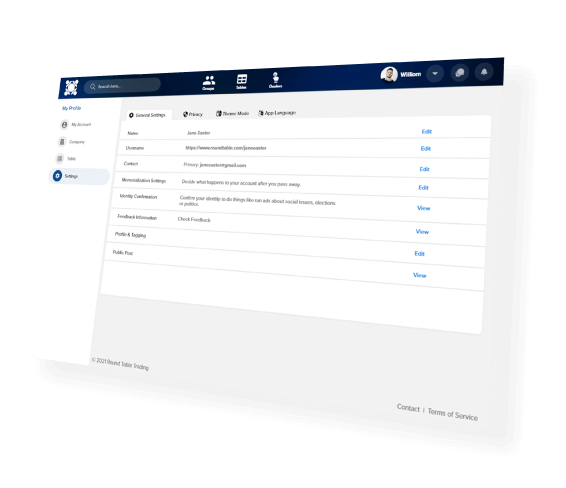 Search here...
Groups
Tables
Dealers
William
My Profile
My Account
Company
Table
Settings
General Settings
Privacy
Theme Mode
App Language
Name Jane Easter Edit
Username https://www.roundtable.com/janeeaster Edit
Contact Primary: janeeaster@gmail.com Edit
Memorialization Settings Decide what happens to your account after you pass away. Edit
Identity Confirmation Confirm your identity to do things like run ads about social issues, elections View
or politics.
Feedback Information Check Feedback View
Profile & Tagging Edit
Public Post View
© 2021 Round Table Trading
Contact | Terms of Service